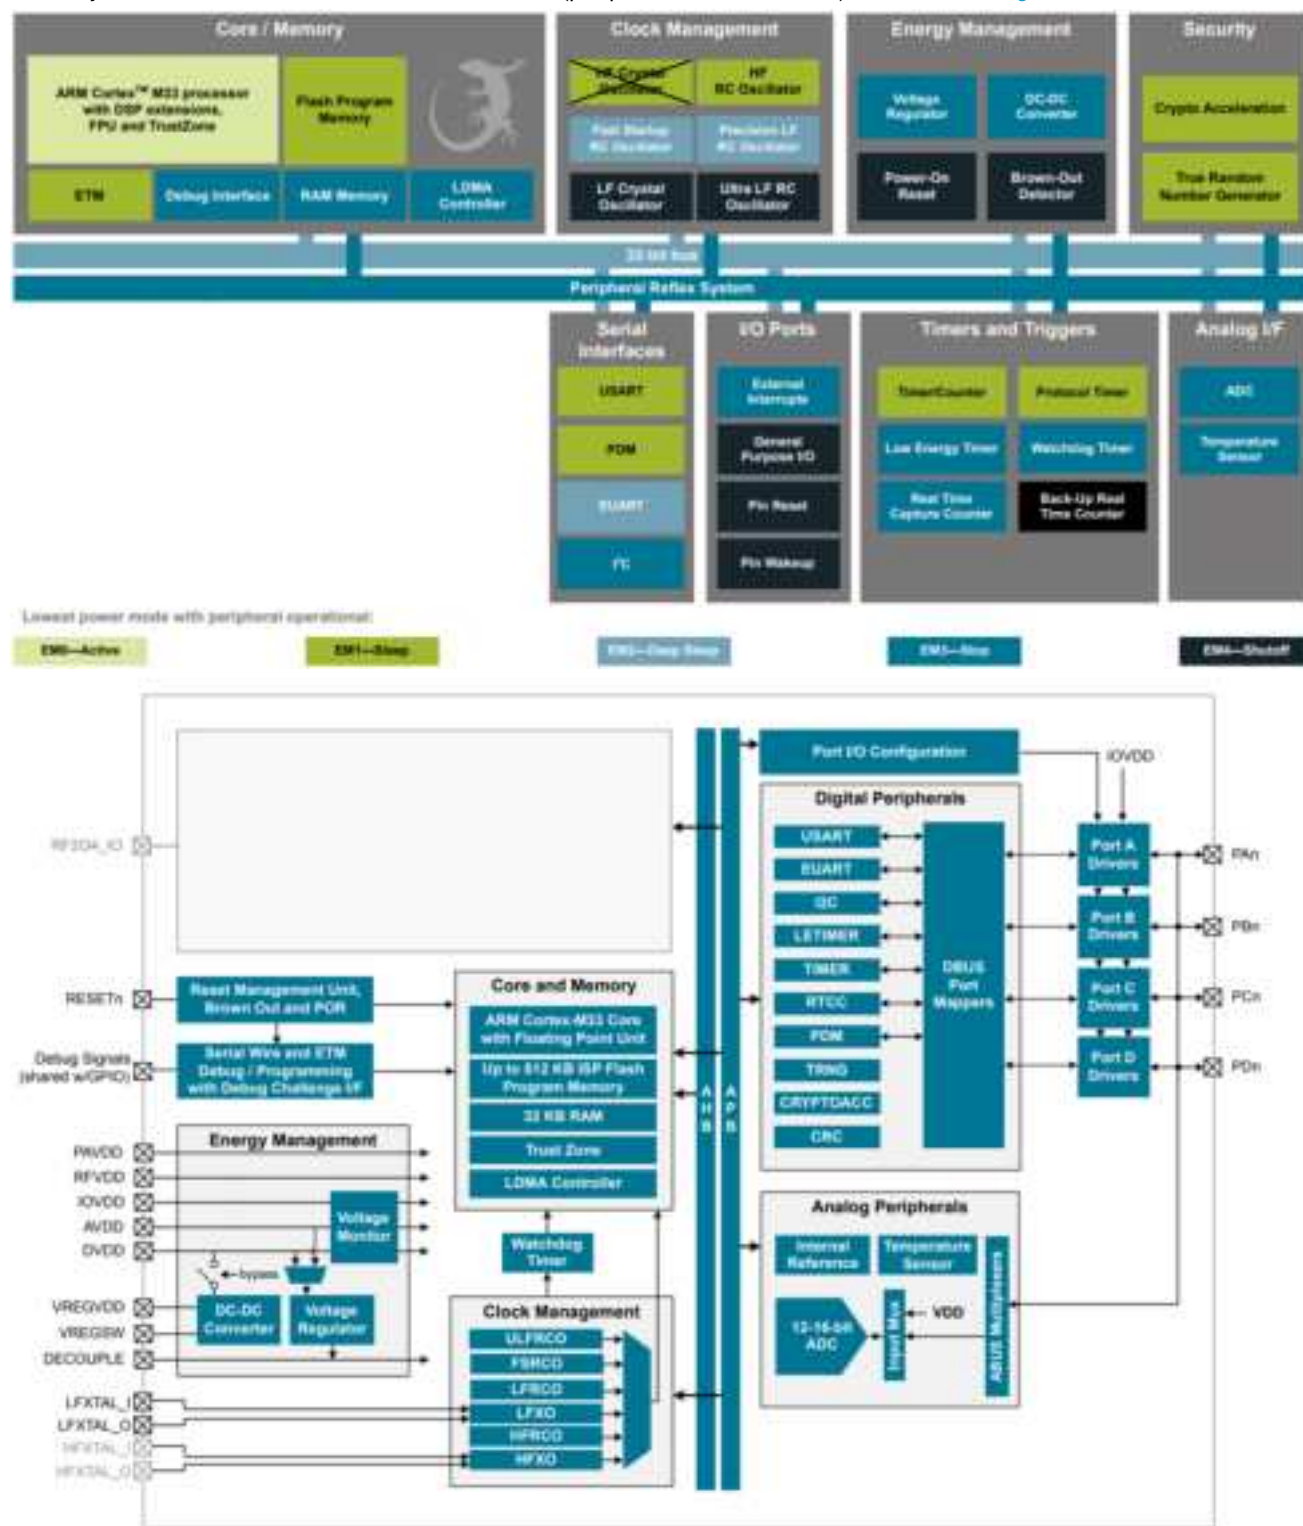 Core / Memory
Clock Management
Energy Management
Security
ARM Cortex™ M33 processor
with DSP extensions,
FPU and TrustZone
Flash Program
Memory
HF Crystal
Oscillator
HF
RC Oscillator
Voltage
Regulator
DC-DC
Converter
Crypto Acceleration
Fast Startup
RC Oscillator
Precision LF
RC Oscillator
ETM
Debug Interface
RAM Memory
LDMA
Controller
LF Crystal
Oscillator
Ultra LF RC
Oscillator
Power-On
Reset
Brown-Out
Detector
True Random
Number Generator
32-bit bus
Peripheral Reflex System
Serial
Interfaces
I/O Ports
Timers and Triggers
Analog I/F
USART
External
Interrupts
Timer/Counter
Protocol Timer
ADC
PDM
General
Purpose I/O
Low Energy Timer
Watchdog Timer
Temperature
Sensor
EUART
Pin Reset
Real Time
Capture Counter
Back-Up Real
Time Counter
I²C
Pin Wakeup
Lowest power mode with peripheral operational:
EM0—Active
EM1—Sleep
EM2—Deep Sleep
EM3—Stop
EM4—Shutoff
Port I/O Configuration
IOVDD
Digital Peripherals
USART
EUART
I2C
LETIMER
TIMER
RTCC
PDM
TRNG
CRYPTOACC
CRC
DBUS
Port
Mappers
Port A
Drivers
Port B
Drivers
Port C
Drivers
Port D
Drivers
PAn
PBn
PCn
PDn
RF2G4_IO
RESETn
Reset Management Unit,
Brown Out and POR
Debug Signals
(shared w/GPIO)
Serial Wire and ETM
Debug / Programming
with Debug Challenge I/F
Core and Memory
ARM Cortex-M33 Core
with Floating Point Unit
Up to 512 KB ISP Flash
Program Memory
32 KB RAM
Trust Zone
LDMA Controller
AHB
APB
Energy Management
PAVDD
RFVDD
IOVDD
AVDD
DVDD
Voltage
Monitor
bypass
VREGVDD
VREGSW
DECOUPLE
DC-DC
Converter
Voltage
Regulator
Watchdog
Timer
Clock Management
ULFRCO
FSRCO
LFRCO
LFXO
HFRCO
HFXO
LFXTAL_I
LFXTAL_O
HFXTAL_I
HFXTAL_O
Analog Peripherals
Internal
Reference
Temperature
Sensor
12-16-bit
ADC
Input Mux
VDD
ABUS Multiplexers